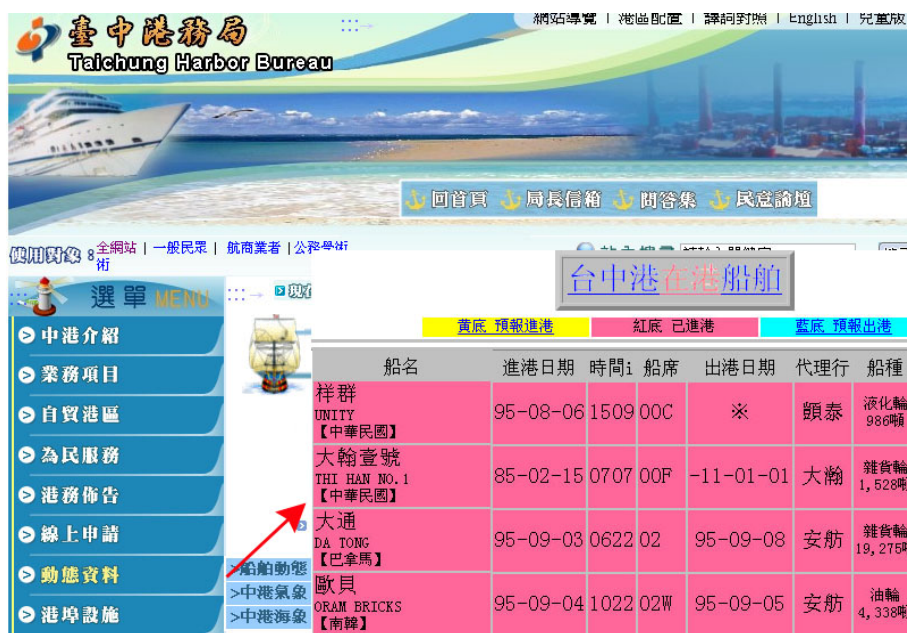 臺中港務局
Taichung Harbor Bureau
網站導覽 | 港區配置 | 譯詞對照 | English | 兒童版
回首頁 局長信箱 問答集 民意論壇
使用對象：全網站 | 一般民眾 | 航商業者 | 公務學術
選單 MENU
中港介紹
業務項目
自貿港區
為民服務
港務佈告
線上申請
動態資料
港埠設施
>船舶動態
>中港氣象
>中港海象
台中港在港船舶
黃底 預報進港 紅底 已進港 藍底 預報出港
船名 進港日期 時間i 船席 出港日期 代理行 船種
祥群
UNITY
【中華民國】
95-08-06 1509 00C ※ 顗泰 液化輪
986噸
大翰壹號
THI HAN NO.1
【中華民國】
85-02-15 0707 00F -11-01-01 大瀚 雜貨輪
1,528噸
大通
DA TONG
【巴拿馬】
95-09-03 0622 02 95-09-08 安舫 雜貨輪
19,275噸
歐貝
ORAM BRICKS
【南韓】
95-09-04 1022 02W 95-09-05 安舫 油輪
4,338噸